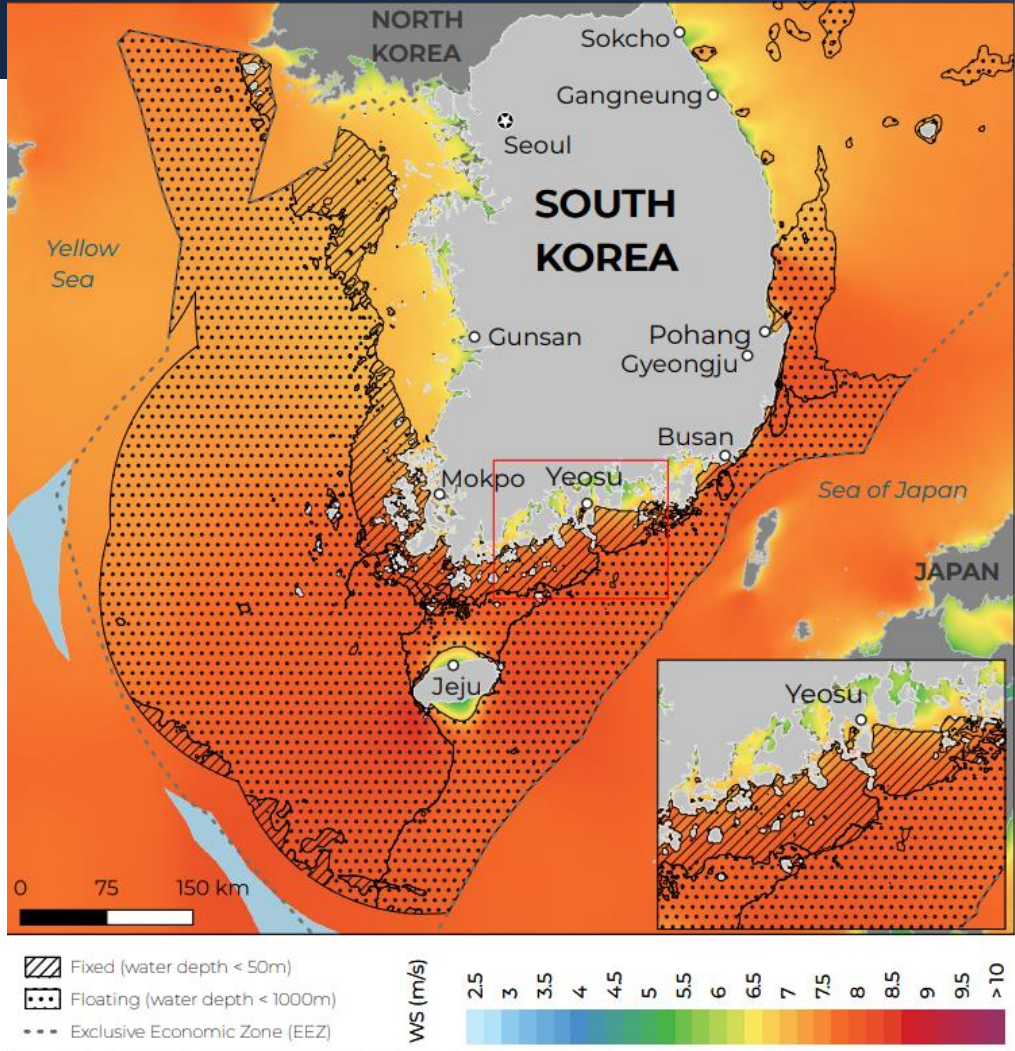 NORTH
KOREA
Sokcho
Gangneung
Seoul
SOUTH
KOREA
Yellow
Sea
Gunsan
Pohang
Gyeongju
Busan
Mokpo
Yeosu
Sea of Japan
JAPAN
Jeju
Yeosu
0 75 150 km
Fixed (water depth < 50m)
Floating (water depth < 1000m)
Exclusive Economic Zone (EEZ)
WS (m/s)
2.5 3 3.5 4 4.5 5 5.5 6 6.5 7 7.5 8 8.5 9 9.5 > 10